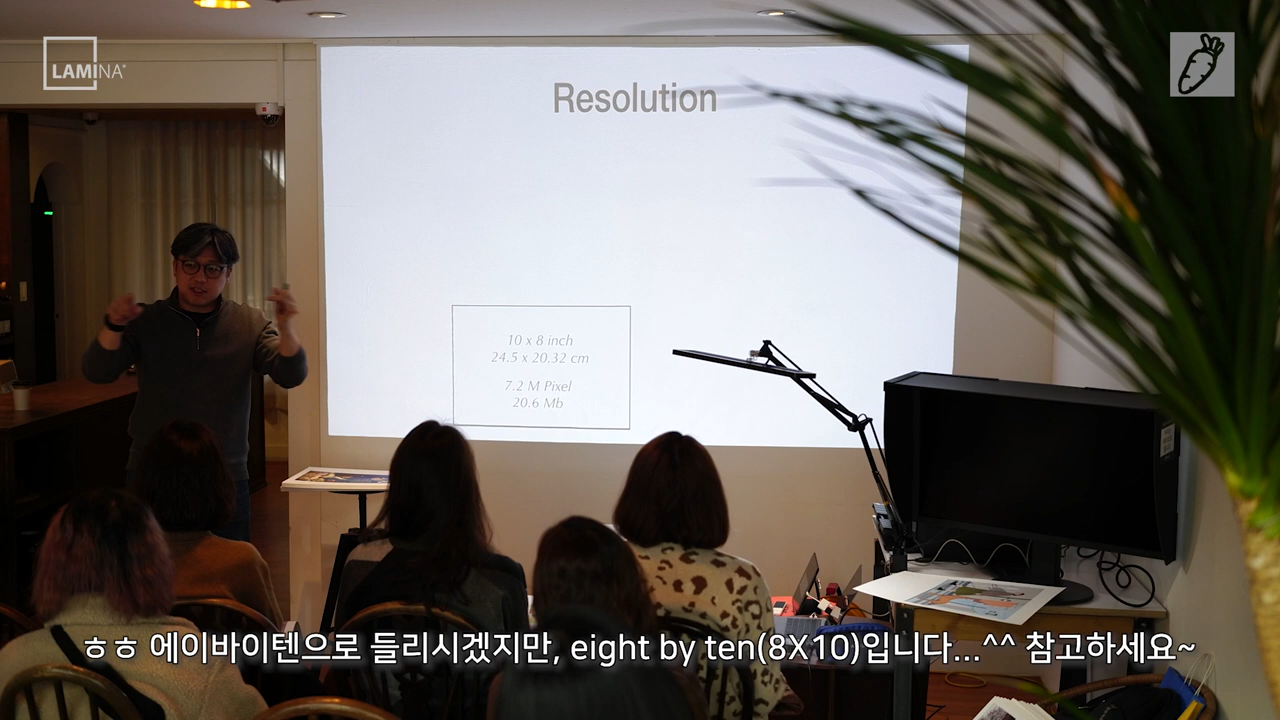 LAMINA
Resolution
10 x 8 inch
24.5 x 20.32 cm
7.2 M Pixel
20.6 Mb
ㅎㅎ 에이바이텐으로 들리시겠지만, eight by ten(8X10)입니다...^^ 참고하세요~